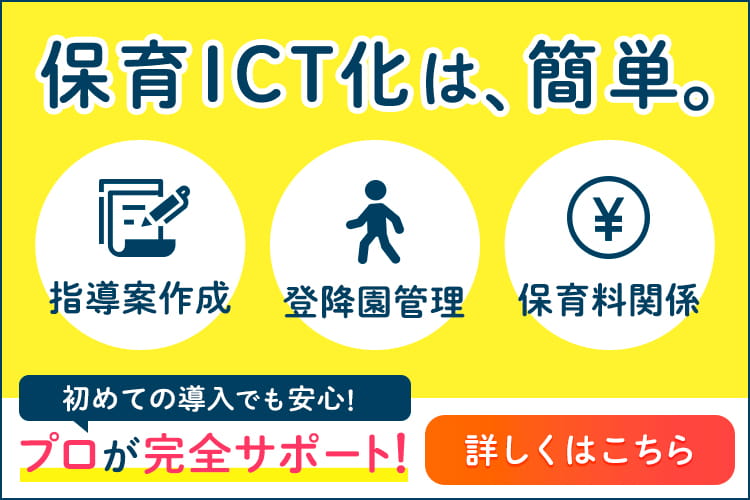 保育ICT化は、簡単。
指導案作成
登降園管理
¥
保育料関係
初めての導入でも安心!
プロが完全サポート!
詳しくはこちら